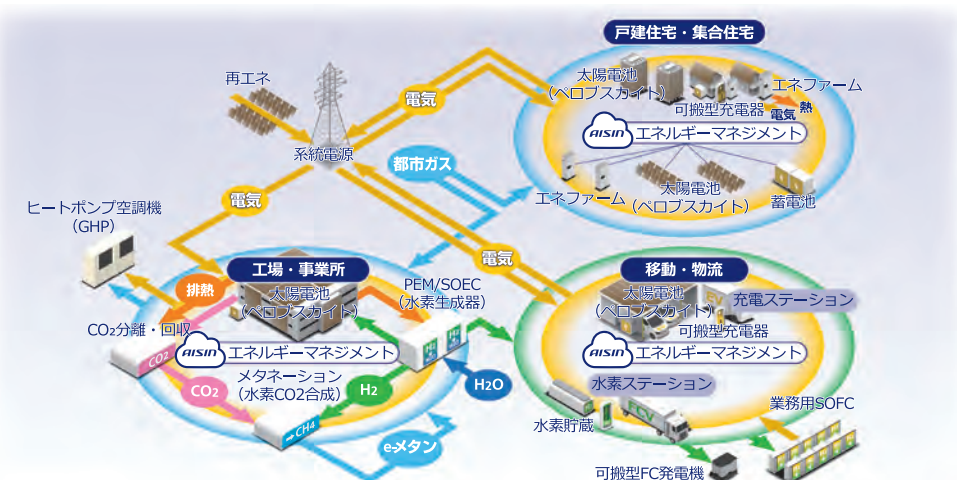 戸建住宅・集合住宅
再エネ
電気
系統電源
太陽電池
(ペロブスカイト)
可搬型充電器
エネファーム
電気
熱
AISIN
エネルギーマネジメント
都市ガス
エネファーム
太陽電池
(ペロブスカイト)
蓄電池
電気
ヒートポンプ空調機
(GHP)
電気
工場・事業所
排熱
太陽電池
(ペロブスカイト)
PEM/SOEC
(水素生成器)
CO2分離・回収
CO2
AISIN
エネルギーマネジメント
H2
H2
メタネーション
(水素CO2合成)
CO2
H2
H2O
→CH4
e-メタン
移動・物流
太陽電池
(ペロブスカイト)
EV
充電ステーション
可搬型充電器
AISIN
エネルギーマネジメント
水素ステーション
FCV
水素貯蔵
業務用SOFC
可搬型FC発電機